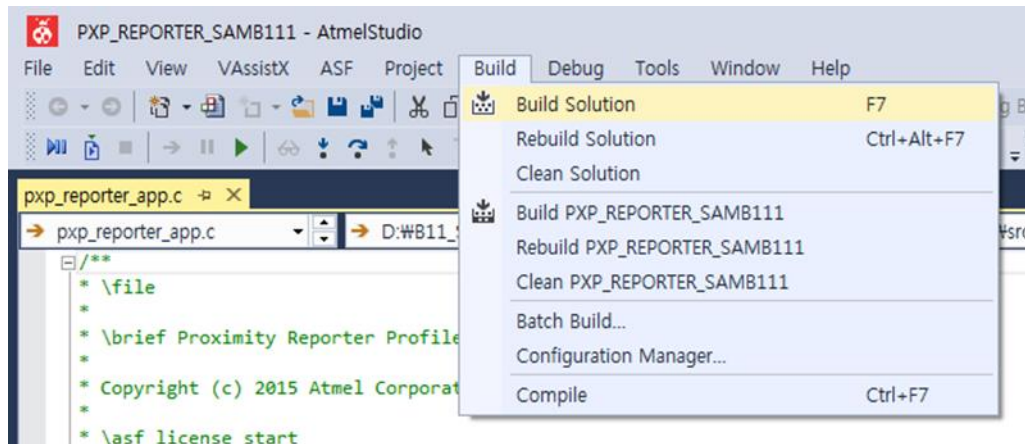 PXP_REPORTER_SAMB111 - AtmelStudio
File Edit View VAssistX ASF Project Build Debug Tools Window Help
Build Solution F7
Rebuild Solution Ctrl+Alt+F7
Clean Solution
Build PXP_REPORTER_SAMB111
Rebuild PXP_REPORTER_SAMB111
Clean PXP_REPORTER_SAMB111
Batch Build...
Configuration Manager...
Compile Ctrl+F7
pxp_reporter_app.c
pxp_reporter_app.c D:₩B11_
/**
* \file
*
* \brief Proximity Reporter Profile
*
* Copyright (c) 2015 Atmel Corporat
*
* \asf license start